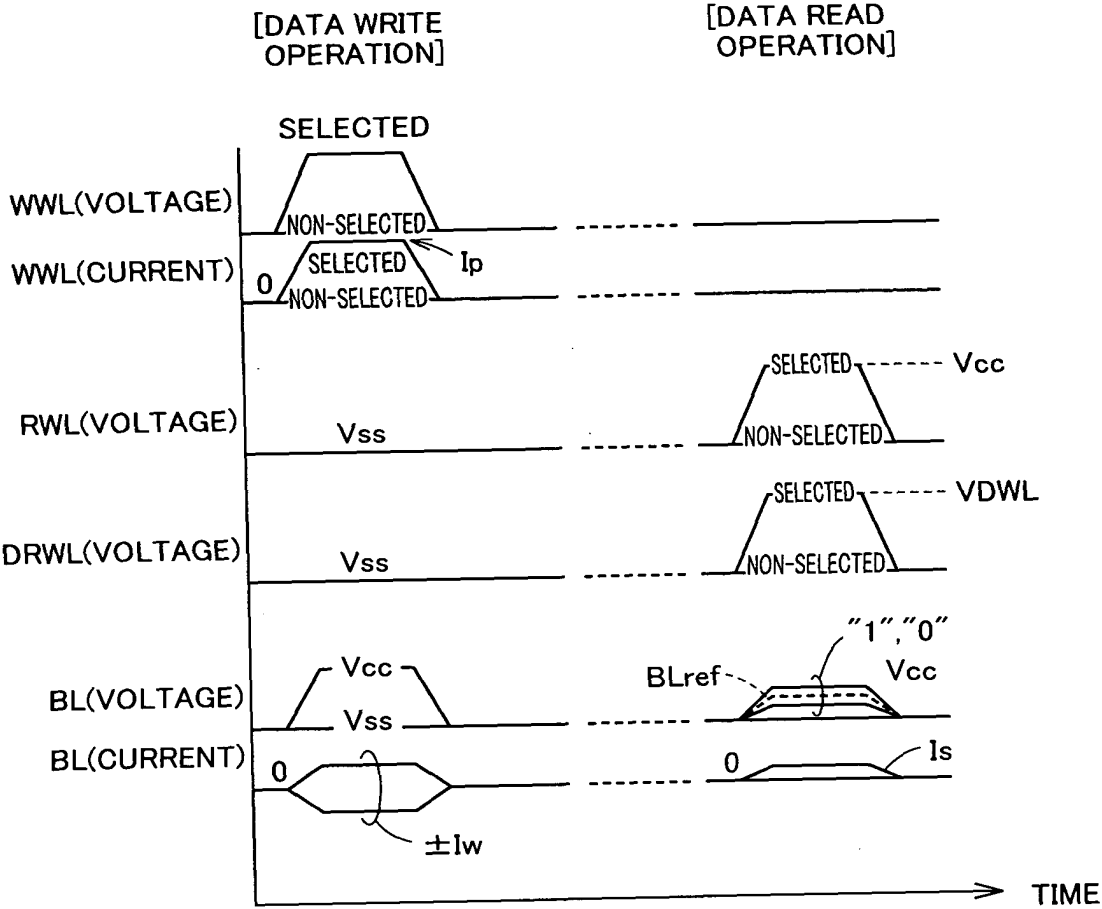 [DATA WRITE
OPERATION]
[DATA READ
OPERATION]
SELECTED
WWL(VOLTAGE)
NON-SELECTED
WWL(CURRENT)
0
SELECTED
Ip
NON-SELECTED
SELECTED
Vcc
RWL(VOLTAGE)
Vss
NON-SELECTED
SELECTED
VDWL
DRWL(VOLTAGE)
Vss
NON-SELECTED
"1","0"
Vcc
BLref
Vcc
BL(VOLTAGE)
Vss
BL(CURRENT)
0
0
Is
±Iw
TIME